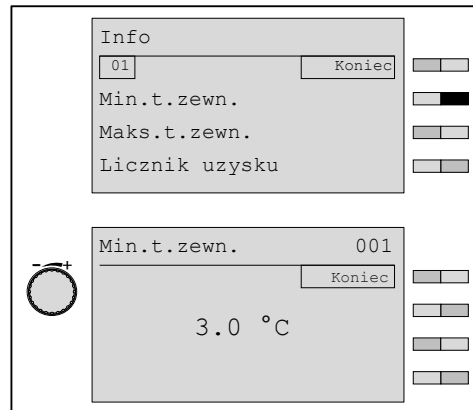 Info
01 Koniec
Min.t.zewn.
Maks.t.zewn.
Licznik uzysku
Min.t.zewn. 001
Koniec
- +
3.0 °C